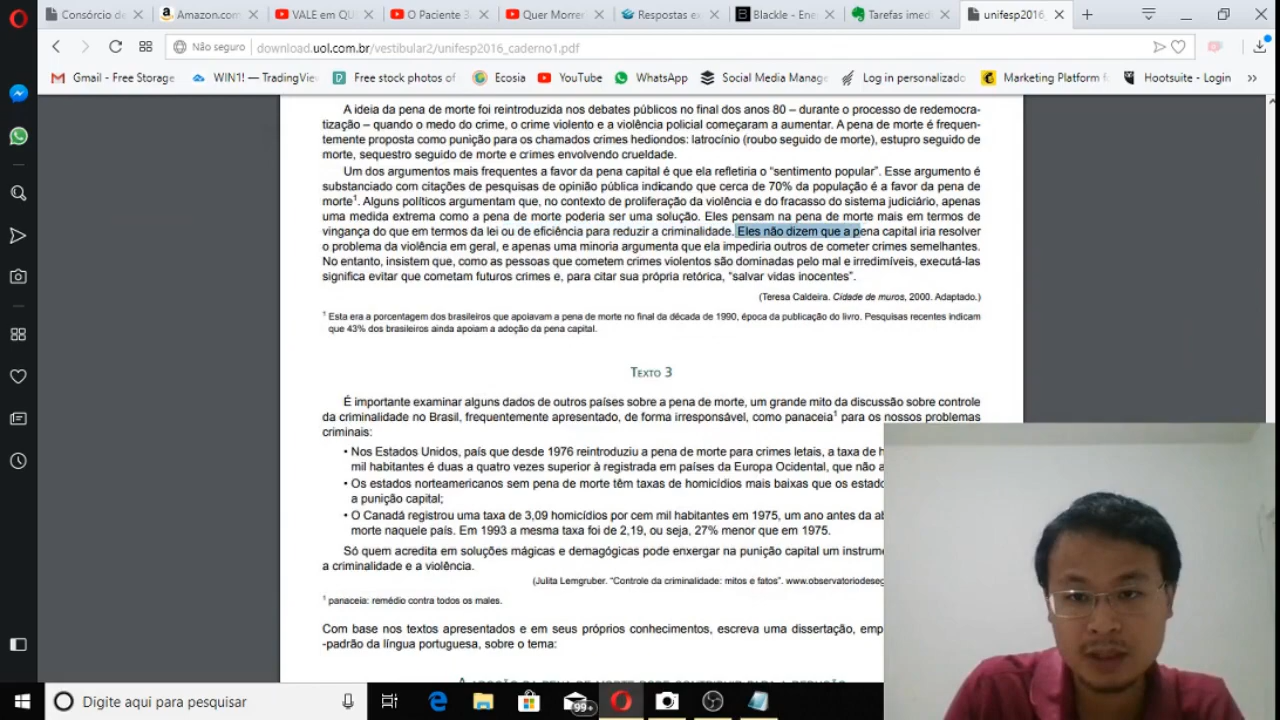 Consórcio d
Amazon.com
VALE em QU
O Paciente 3
Quer Morre
Respostas e
Blackle - Ene
Tarefas imed
unifesp2016_
Não seguro
download.uol.com.br/vestibular2/unifesp2016_caderno1.pdf
Gmail - Free Storage
WIN1! — TradingVie
Free stock photos of
Ecosia
YouTube
WhatsApp
Social Media Manag
Log in personalizado
Marketing Platform f
Hootsuite - Login
A ideia da pena de morte foi reintroduzida nos debates públicos no final dos anos 80 – durante o processo de redemocra-
tização – quando o medo do crime, o crime violento e a violência policial começaram a aumentar. A pena de morte é frequen-
temente proposta como punição para os chamados crimes hediondos: latrocínio (roubo seguido de morte), estupro seguido de
morte, sequestro seguido de morte e crimes envolvendo crueldade.
Um dos argumentos mais frequentes a favor da pena capital é que ela refletiria o “sentimento popular”. Esse argumento é
substanciado com citações de pesquisas de opinião pública indicando que cerca de 70% da população é a favor da pena de
morte¹. Alguns políticos argumentam que, no contexto de proliferação da violência e do fracasso do sistema judiciário, apenas
uma medida extrema como a pena de morte poderia ser uma solução. Eles pensam na pena de morte mais em termos de
vingança do que em termos da lei ou de eficiência para reduzir a criminalidade. Eles não dizem que a pena capital iria resolver
o problema da violência em geral, e apenas uma minoria argumenta que ela impediria outros de cometer crimes semelhantes.
No entanto, insistem que, como as pessoas que cometem crimes violentos são dominadas pelo mal e irredimíveis, executá-las
significa evitar que cometam futuros crimes e, para citar sua própria retórica, “salvar vidas inocentes”.
(Teresa Caldeira. Cidade de muros, 2000. Adaptado.)
¹ Esta era a porcentagem dos brasileiros que apoiavam a pena de morte no final da década de 1990, época da publicação do livro. Pesquisas recentes indicam
que 43% dos brasileiros ainda apoiam a adoção da pena capital.
Texto 3
É importante examinar alguns dados de outros países sobre a pena de morte, um grande mito da discussão sobre controle
da criminalidade no Brasil, frequentemente apresentado, de forma irresponsável, como panaceia¹ para os nossos problemas
criminais:
• Nos Estados Unidos, país que desde 1976 reintroduziu a pena de morte para crimes letais, a taxa de h
mil habitantes é duas a quatro vezes superior à registrada em países da Europa Ocidental, que não a
• Os estados norteamericanos sem pena de morte têm taxas de homicídios mais baixas que os estad
a punição capital;
• O Canadá registrou uma taxa de 3,09 homicídios por cem mil habitantes em 1975, um ano antes da ab
morte naquele país. Em 1993 a mesma taxa foi de 2,19, ou seja, 27% menor que em 1975.
Só quem acredita em soluções mágicas e demagógicas pode enxergar na punição capital um instrume
a criminalidade e a violência.
(Julita Lemgruber. “Controle da criminalidade: mitos e fatos”. www.observatoriodeseg
¹ panaceia: remédio contra todos os males.
Com base nos textos apresentados e em seus próprios conhecimentos, escreva uma dissertação, emp
-padrão da língua portuguesa, sobre o tema:
Digite aqui para pesquisar
99+